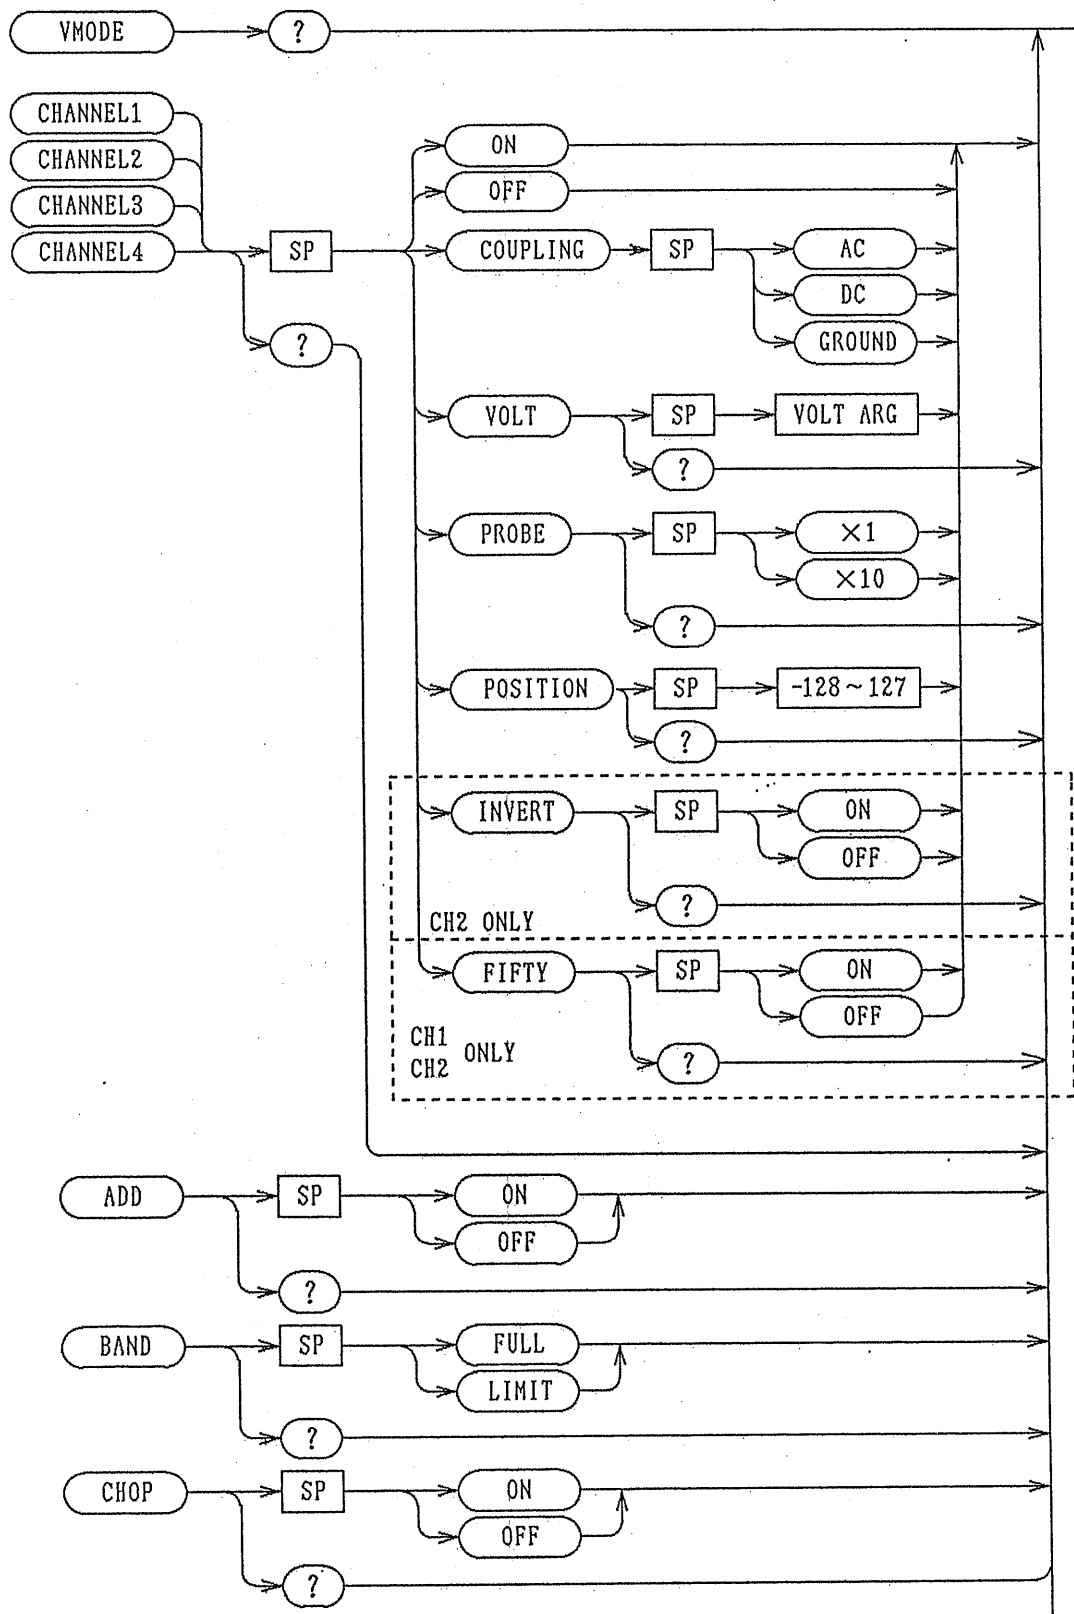 VMODE ?
CHANNEL1
CHANNEL2
CHANNEL3
CHANNEL4 SP
?
ON
OFF
COUPLING SP AC
DC
GROUND
VOLT SP VOLT ARG
?
PROBE SP ×1
×10
?
POSITION SP -128~127
?
INVERT SP ON
OFF
?
CH2 ONLY
FIFTY SP ON
OFF
CH1
CH2 ONLY
?
ADD SP ON
OFF
?
BAND SP FULL
LIMIT
?
CHOP SP ON
OFF
?